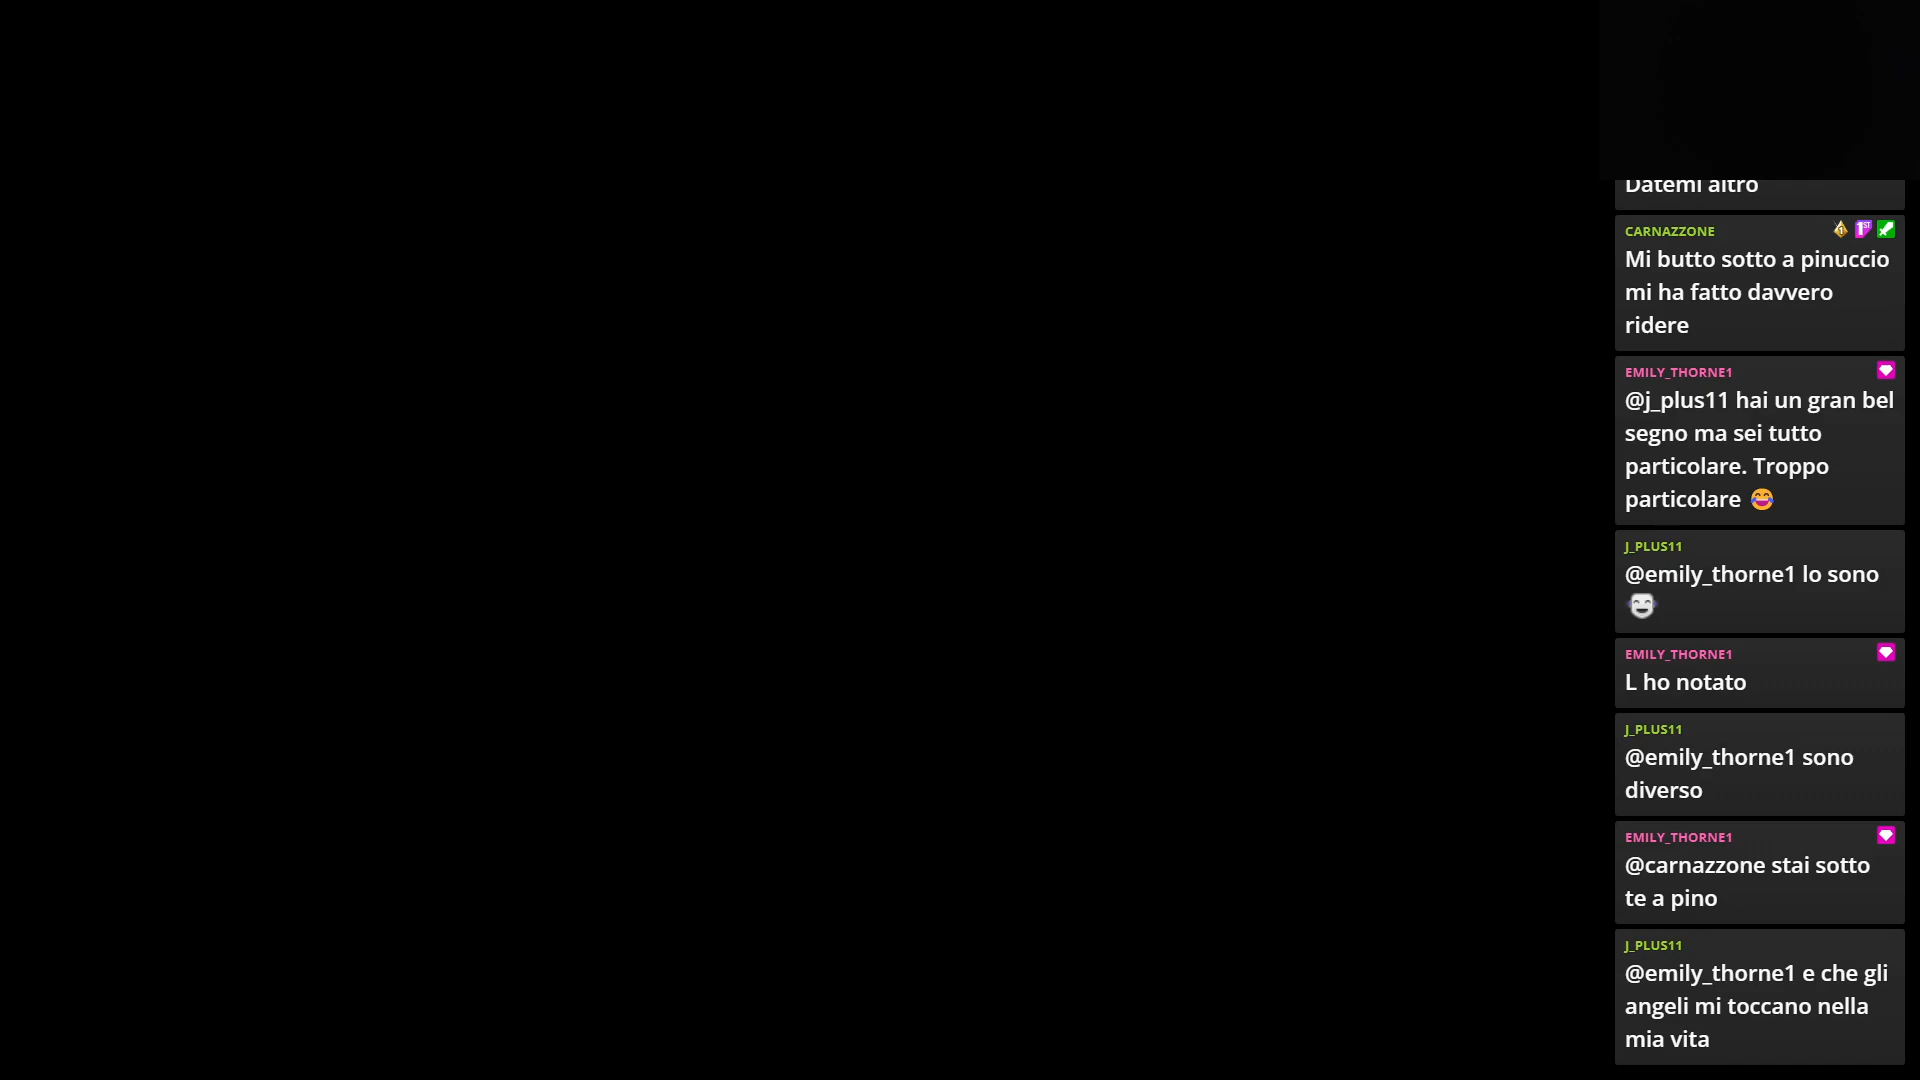 Datemi altro
CARNAZZONE
Mi butto sotto a pinuccio
mi ha fatto davvero
ridere
EMILY_THORNE1
@j_plus11 hai un gran bel
segno ma sei tutto
particolare. Troppo
particolare 😂
J_PLUS11
@emily_thorne1 lo sono
EMILY_THORNE1
L ho notato
J_PLUS11
@emily_thorne1 sono
diverso
EMILY_THORNE1
@carnazzone stai sotto
te a pino
J_PLUS11
@emily_thorne1 e che gli
angeli mi toccano nella
mia vita